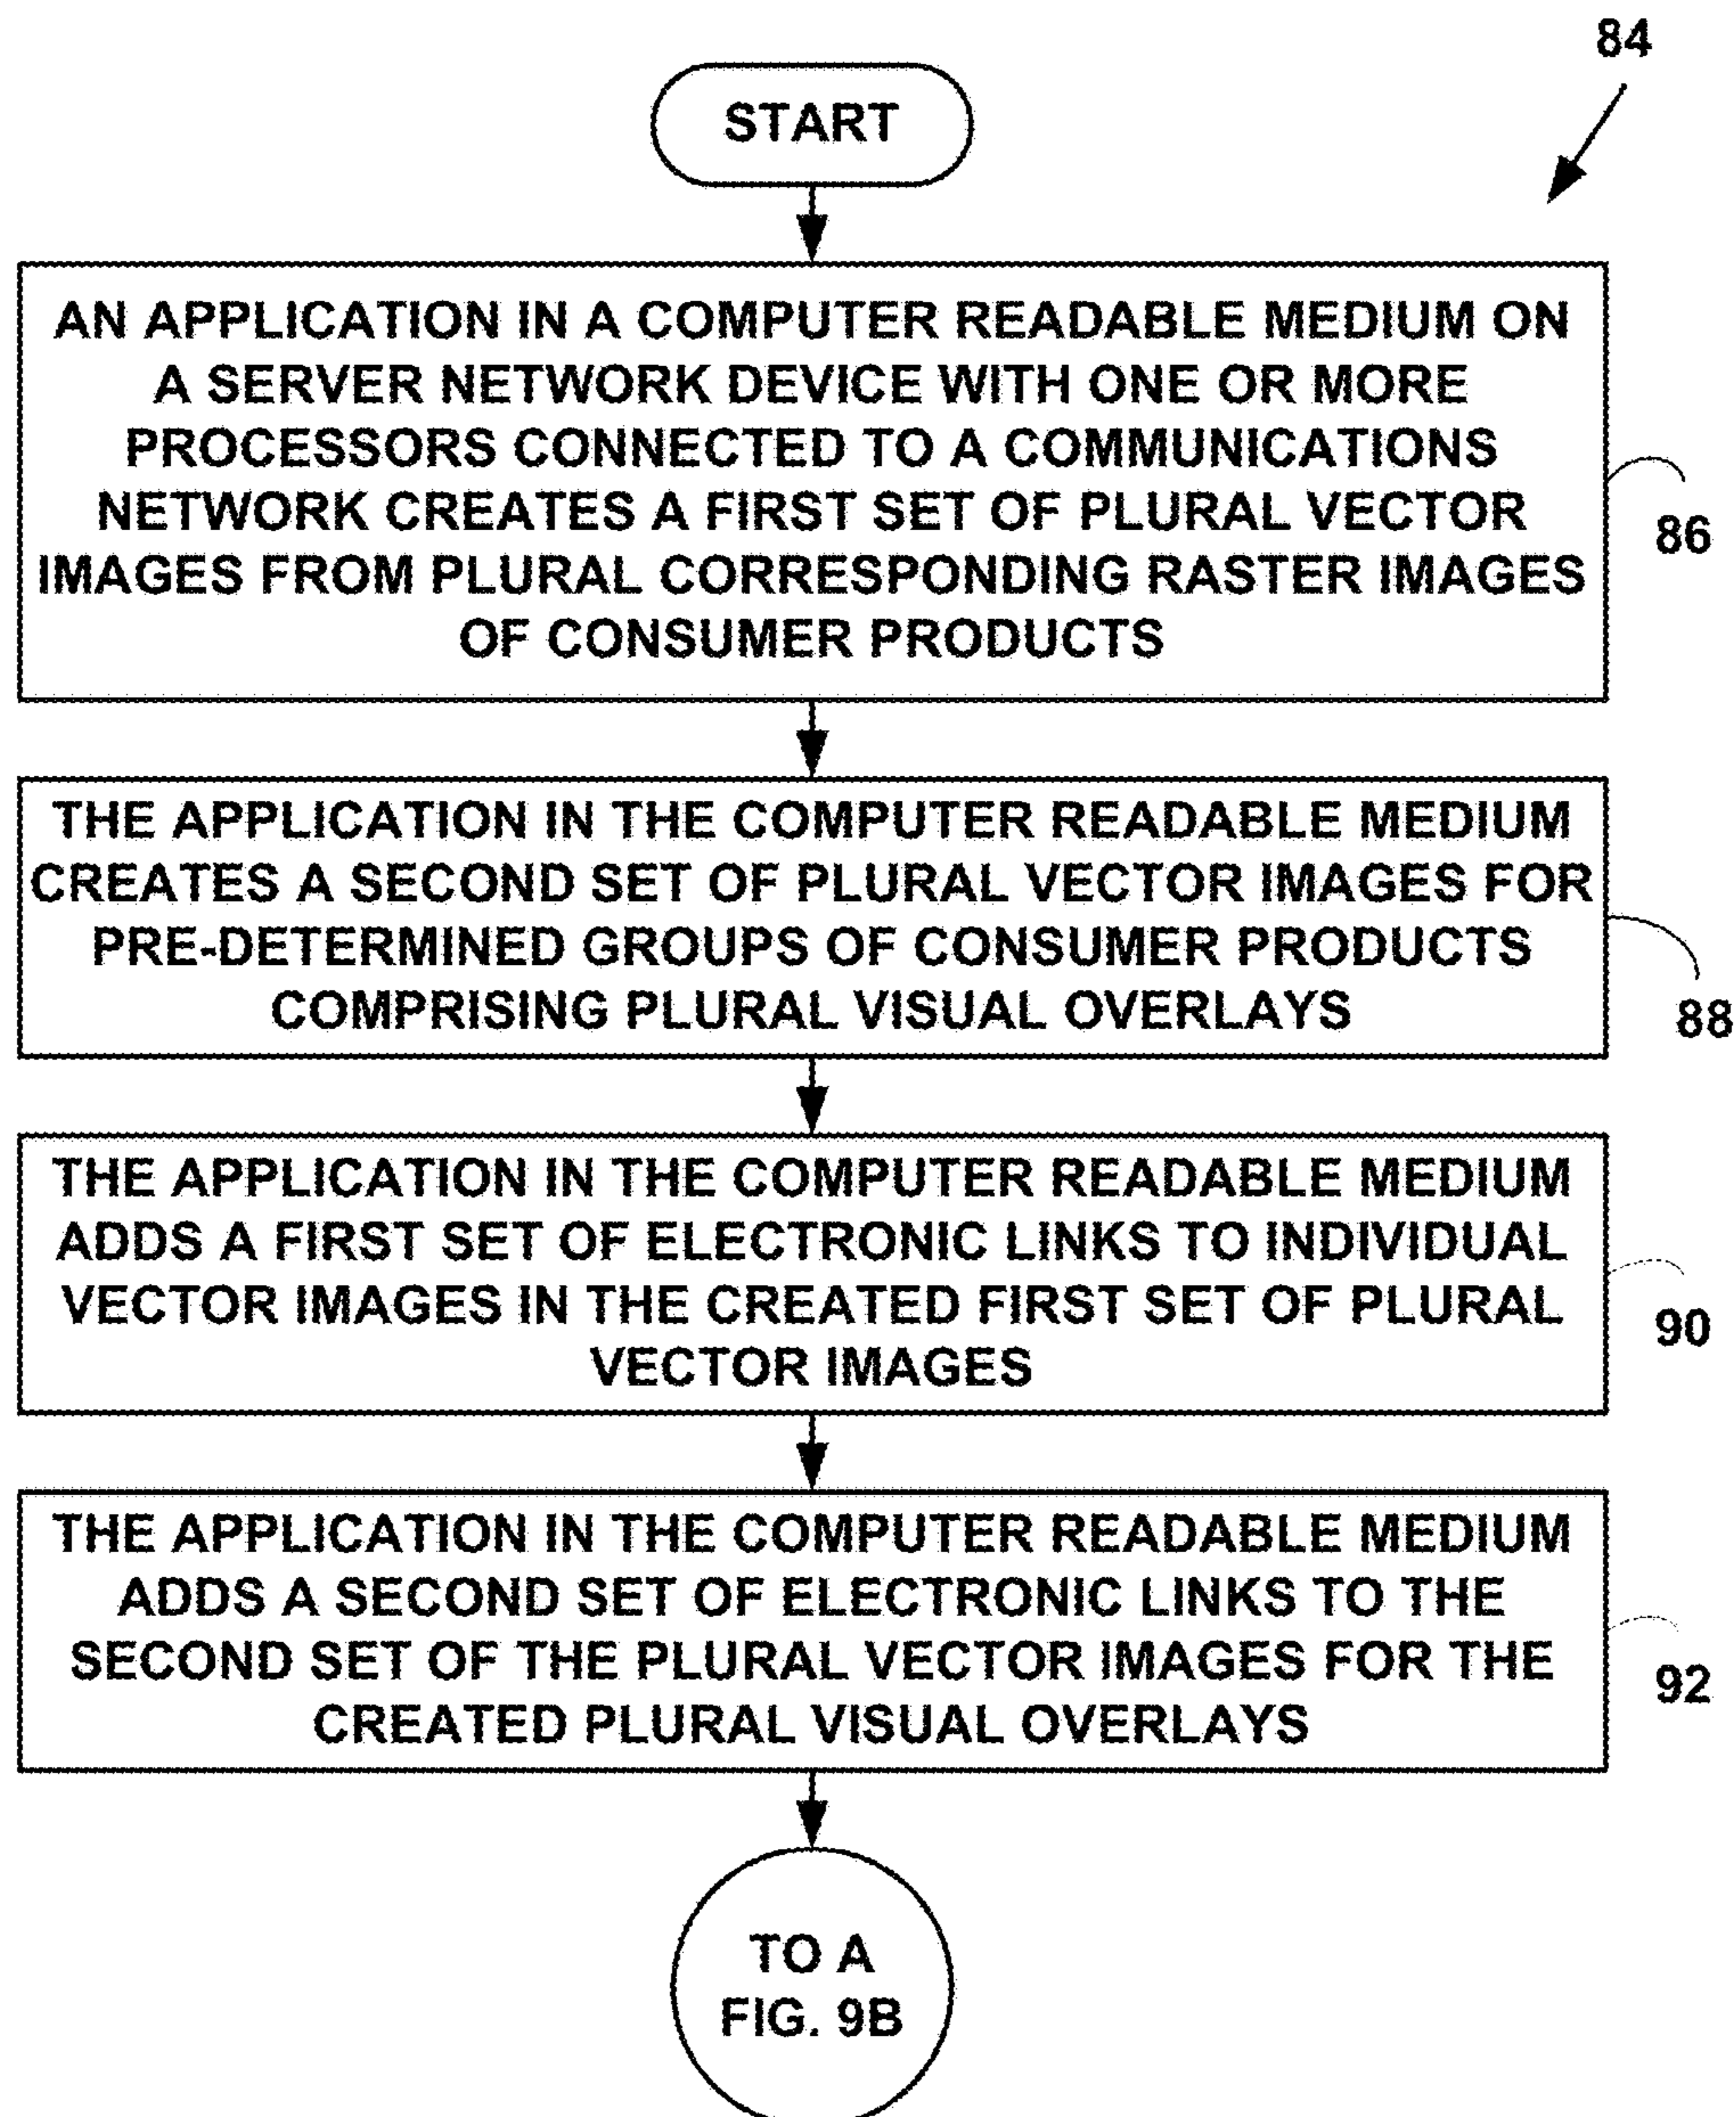 84
START
AN APPLICATION IN A COMPUTER READABLE MEDIUM ON
A SERVER NETWORK DEVICE WITH ONE OR MORE
PROCESSORS CONNECTED TO A COMMUNICATIONS
NETWORK CREATES A FIRST SET OF PLURAL VECTOR
IMAGES FROM PLURAL CORRESPONDING RASTER IMAGES
OF CONSUMER PRODUCTS
86
THE APPLICATION IN THE COMPUTER READABLE MEDIUM
CREATES A SECOND SET OF PLURAL VECTOR IMAGES FOR
PRE-DETERMINED GROUPS OF CONSUMER PRODUCTS
COMPRISING PLURAL VISUAL OVERLAYS
88
THE APPLICATION IN THE COMPUTER READABLE MEDIUM
ADDS A FIRST SET OF ELECTRONIC LINKS TO INDIVIDUAL
VECTOR IMAGES IN THE CREATED FIRST SET OF PLURAL
VECTOR IMAGES
90
THE APPLICATION IN THE COMPUTER READABLE MEDIUM
ADDS A SECOND SET OF ELECTRONIC LINKS TO THE
SECOND SET OF THE PLURAL VECTOR IMAGES FOR THE
CREATED PLURAL VISUAL OVERLAYS
92
TO A
FIG. 9B